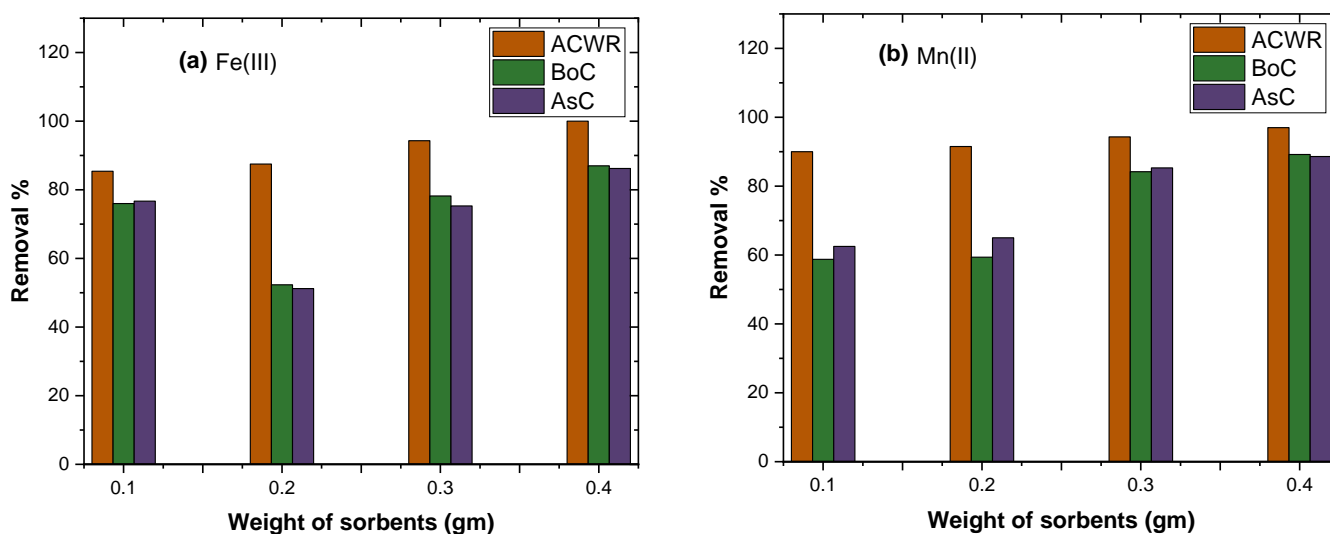 (a) Fe(III)
ACWR
BoC
AsC
120
100
80
60
40
20
0
Removal %
0.1 0.2 0.3 0.4
Weight of sorbents (gm)
(b) Mn(II)
ACWR
BoC
AsC
120
100
80
60
40
20
0
Removal %
0.1 0.2 0.3 0.4
Weight of sorbents (gm)